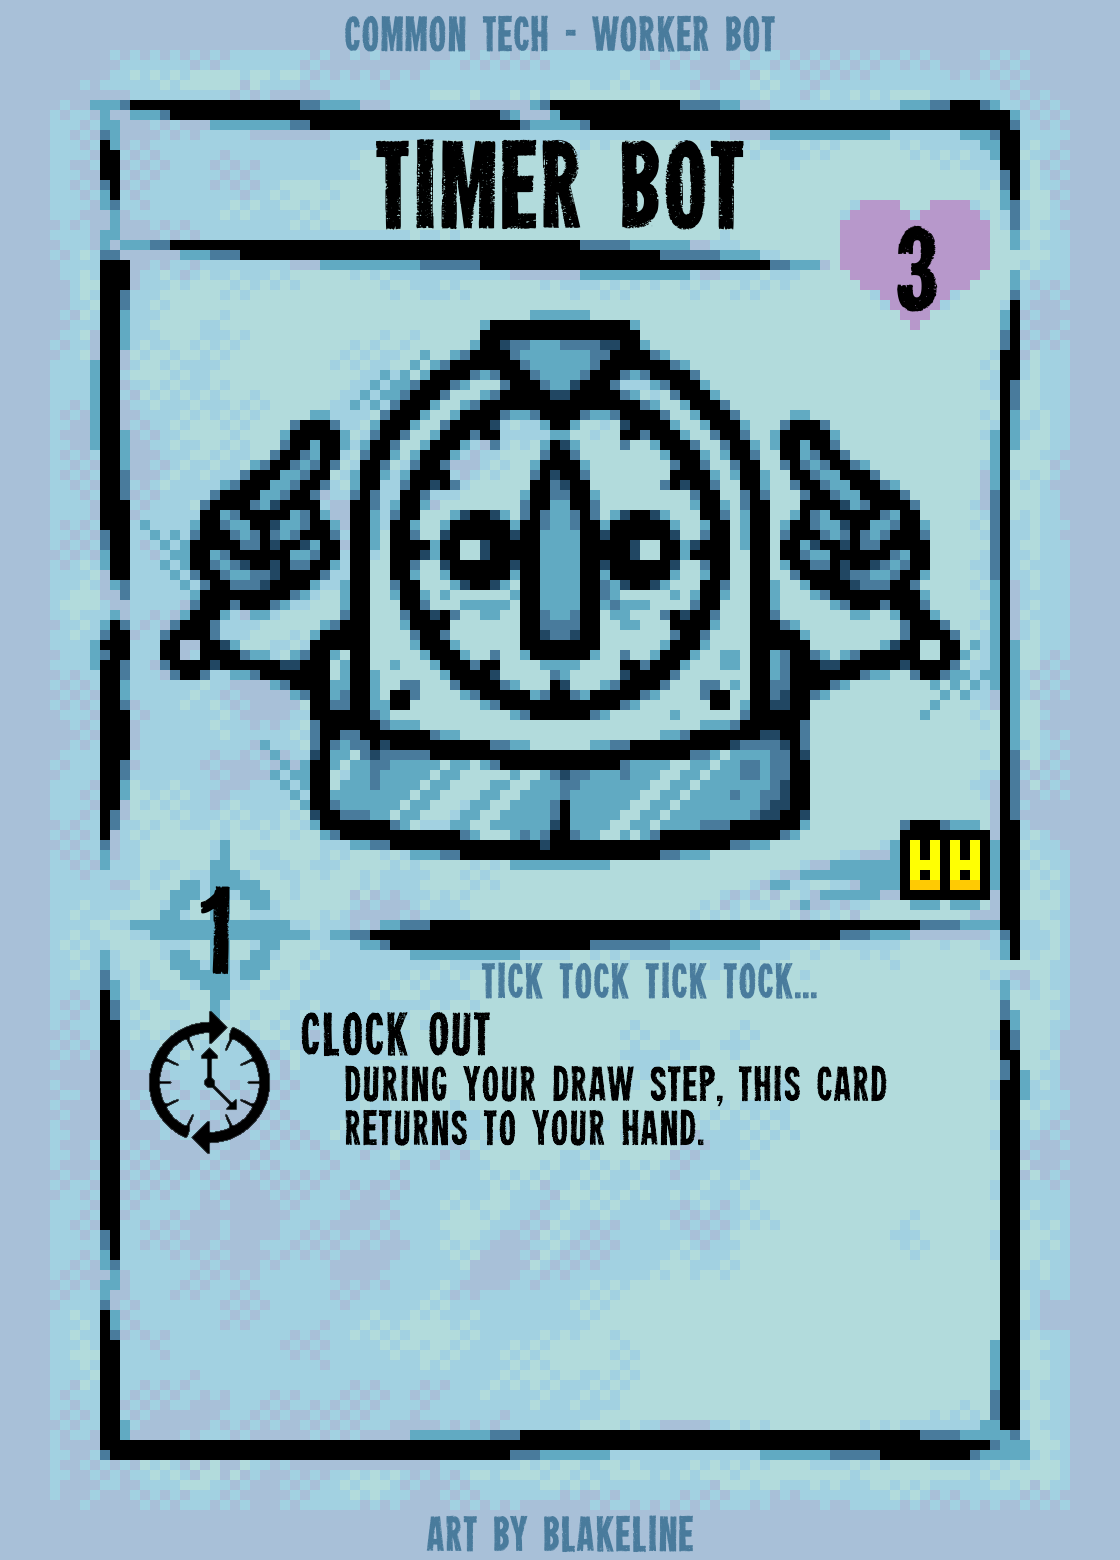 COMMON TECH - WORKER BOT
TIMER BOT
3
1
TICK TOCK TICK TOCK...
CLOCK OUT
DURING YOUR DRAW STEP, THIS CARD
RETURNS TO YOUR HAND.
ART BY BLAKELINE